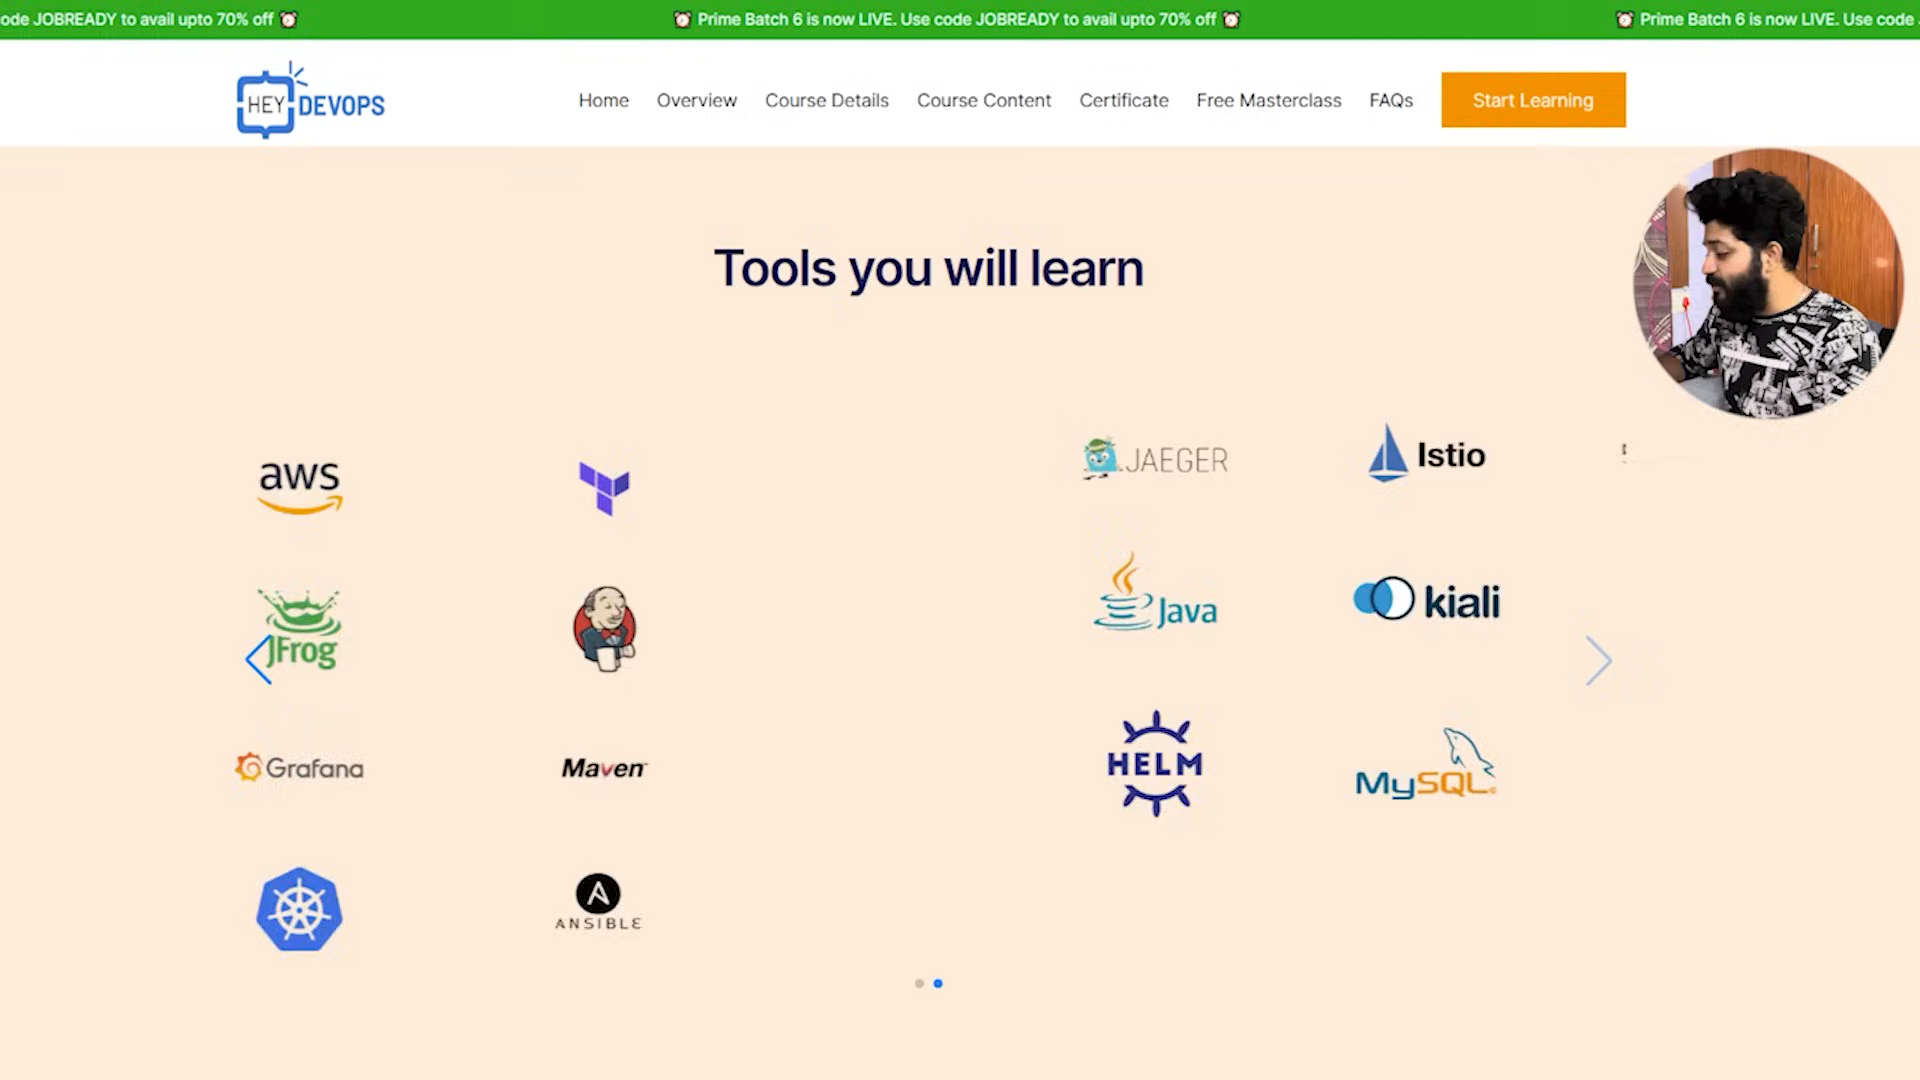 ode JOBREADY to avail upto 70% off
Prime Batch 6 is now LIVE. Use code JOBREADY to avail upto 70% off
Prime Batch 6 is now LIVE. Use code
HEY DEVOPS
Home Overview Course Details Course Content Certificate Free Masterclass FAQs Start Learning
Tools you will learn
aws
JAEGER
Istio
JFrog
Java
kiali
Grafana
Maven
HELM
MySQL
ANSIBLE